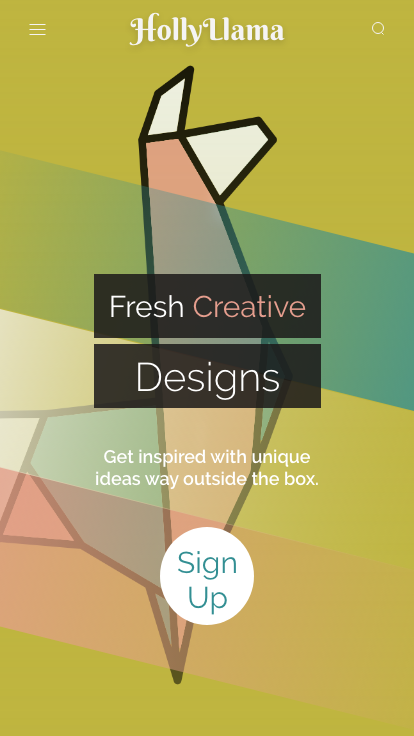 HollyLlama
Fresh Creative
Designs
Get inspired with unique
ideas way outside the box.
Sign
Up